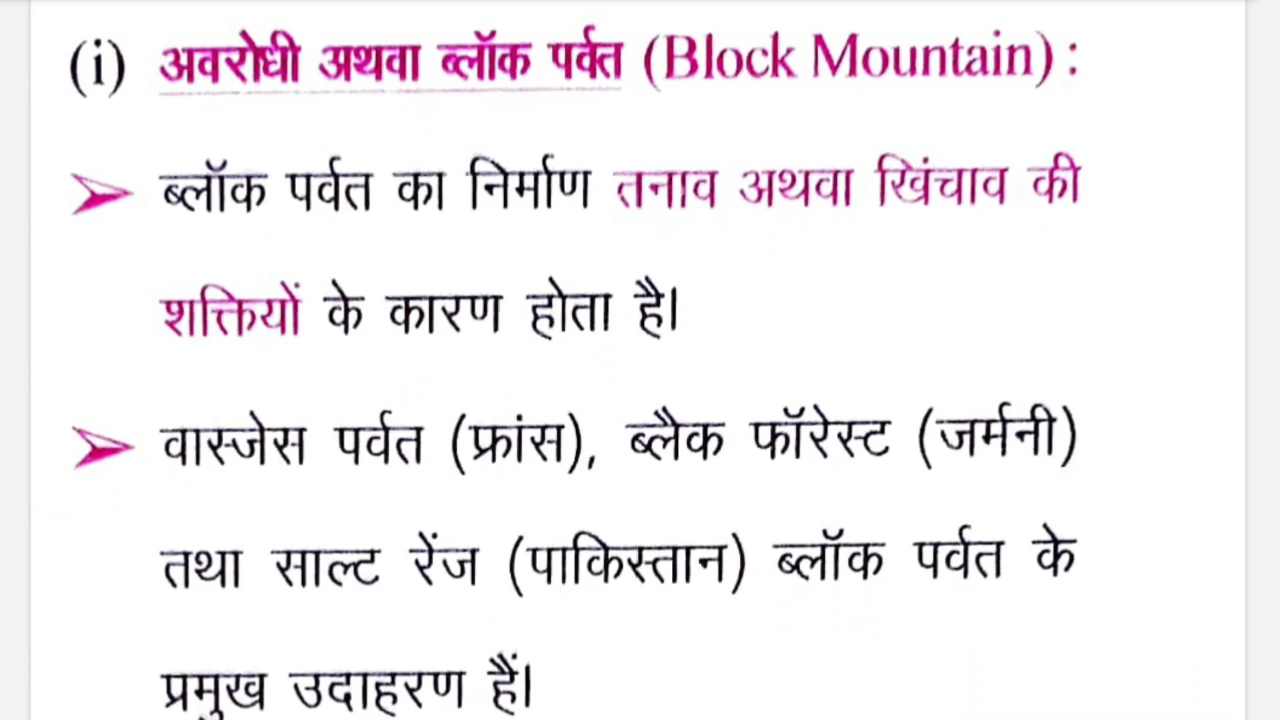 (i) अवरोधी अथवा ब्लॉक पर्वत (Block Mountain) :
➢ ब्लॉक पर्वत का निर्माण तनाव अथवा खिंचाव की
शक्तियों के कारण होता है।
➢ वास्जेस पर्वत (फ्रांस), ब्लैक फॉरेस्ट (जर्मनी)
तथा साल्ट रेंज (पाकिस्तान) ब्लॉक पर्वत के
प्रमुख उदाहरण हैं।